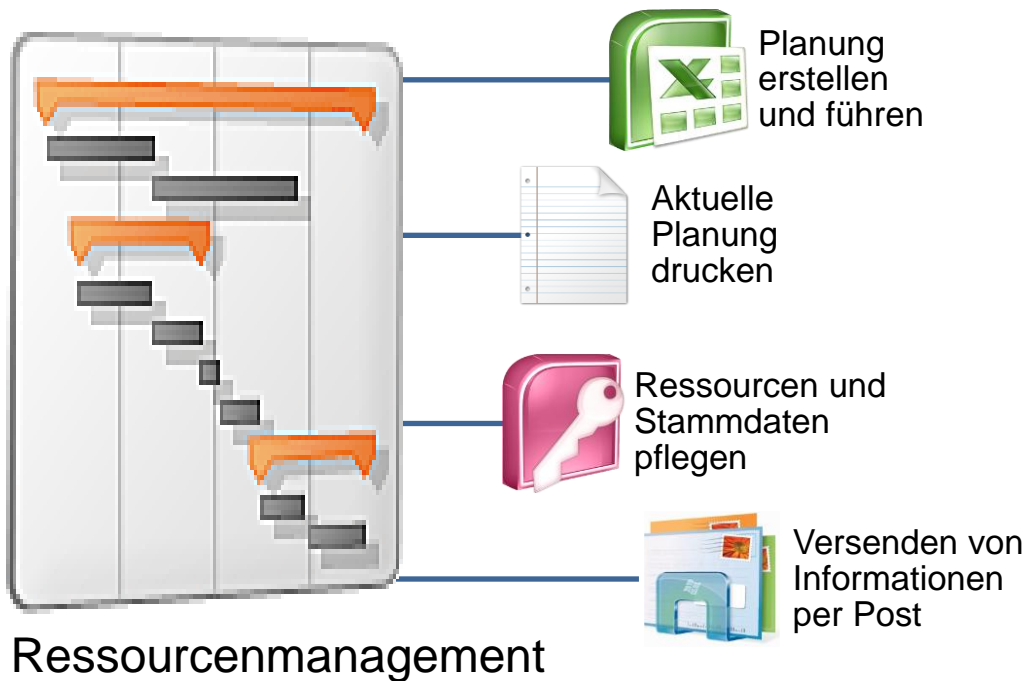 Planung
erstellen
und führen
Aktuelle
Planung
drucken
Ressourcen und
Stammdaten
pflegen
Versenden von
Informationen
per Post
Ressourcenmanagement